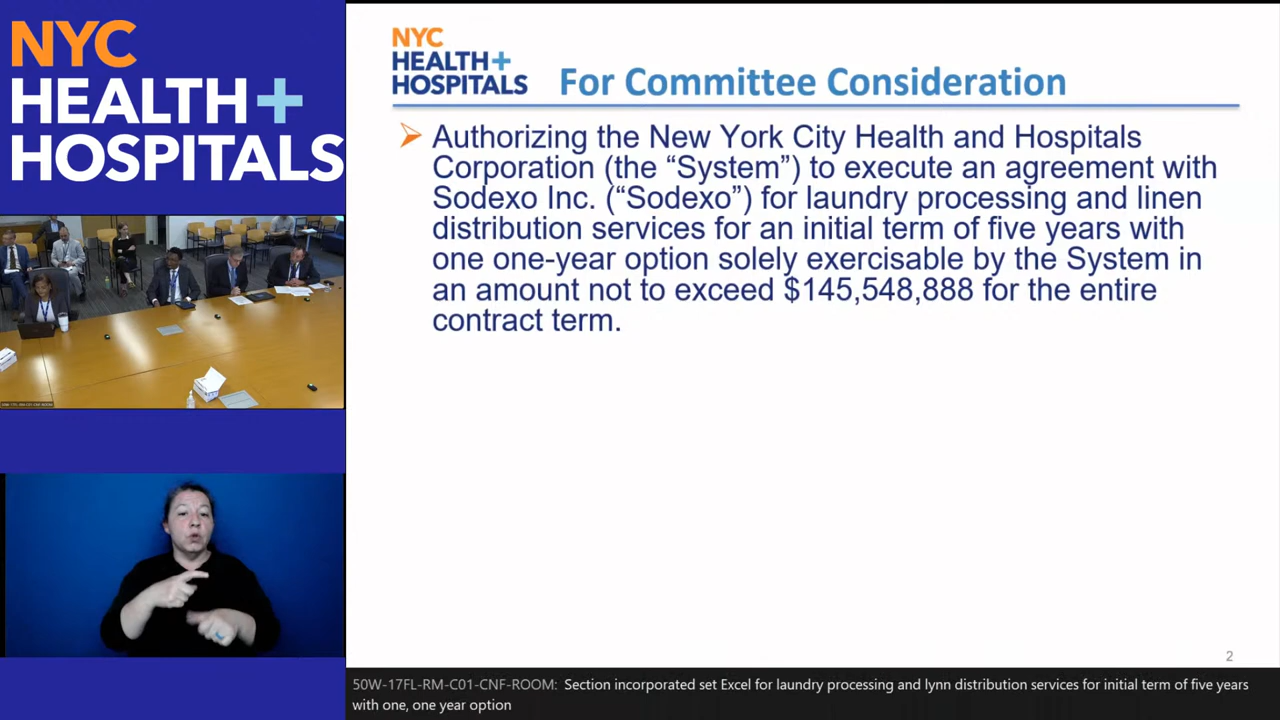 NYC
HEALTH+
HOSPITALS
NYC
HEALTH+
HOSPITALS
For Committee Consideration
Authorizing the New York City Health and Hospitals
Corporation (the “System”) to execute an agreement with
Sodexo Inc. (“Sodexo”) for laundry processing and linen
distribution services for an initial term of five years with
one one-year option solely exercisable by the System in
an amount not to exceed $145,548,888 for the entire
contract term.
2
50W-17FL-RM-C01-CNF-ROOM: Section incorporated set Excel for laundry processing and lynn distribution services for initial term of five years
with one, one year option